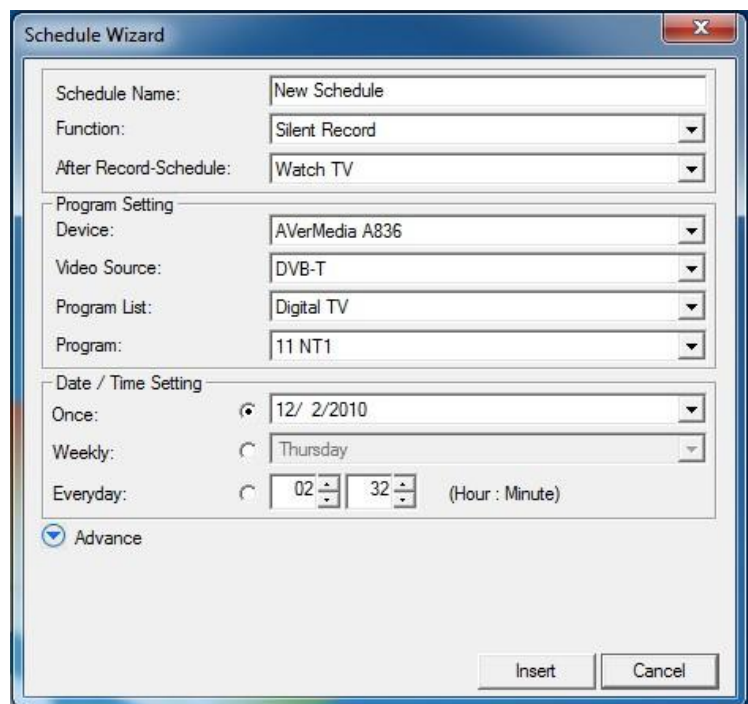 Schedule Wizard
Schedule Name: New Schedule
Function: Silent Record
After Record-Schedule: Watch TV
Program Setting
Device: AVerMedia A836
Video Source: DVB-T
Program List: Digital TV
Program: 11 NT1
Date / Time Setting
Once: 12/ 2/2010
Weekly: Thursday
Everyday: 02 32 (Hour : Minute)
Advance
Insert Cancel